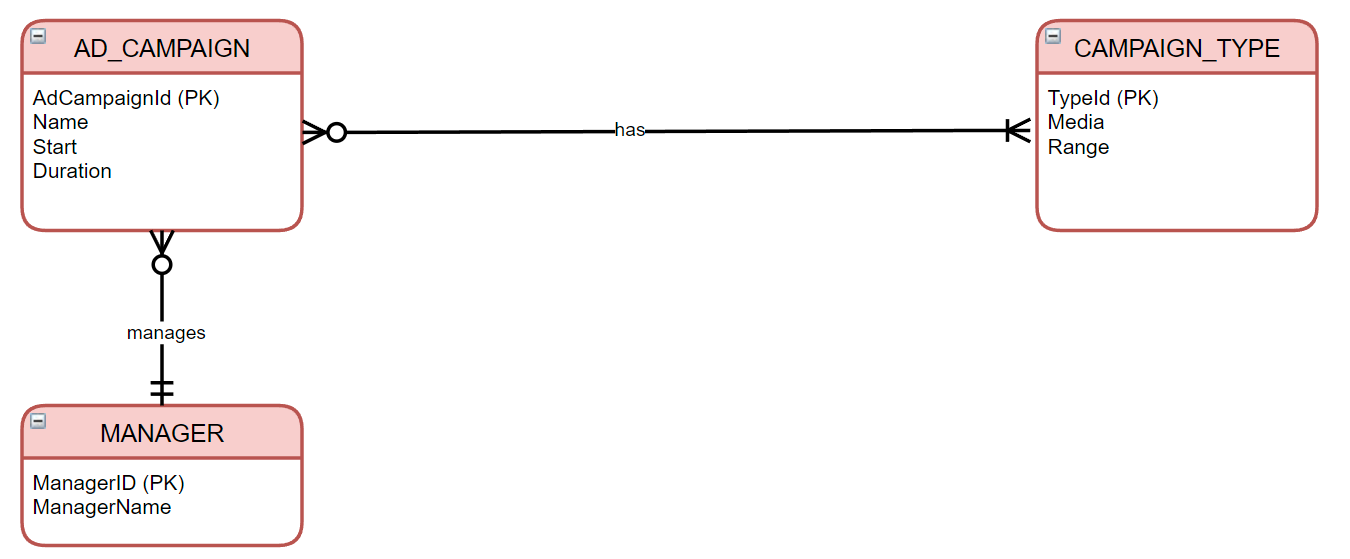 AD_CAMPAIGN
AdCampaignId (PK)
Name
Start
Duration
has
CAMPAIGN_TYPE
TypeId (PK)
Media
Range
manages
MANAGER
ManagerID (PK)
ManagerName